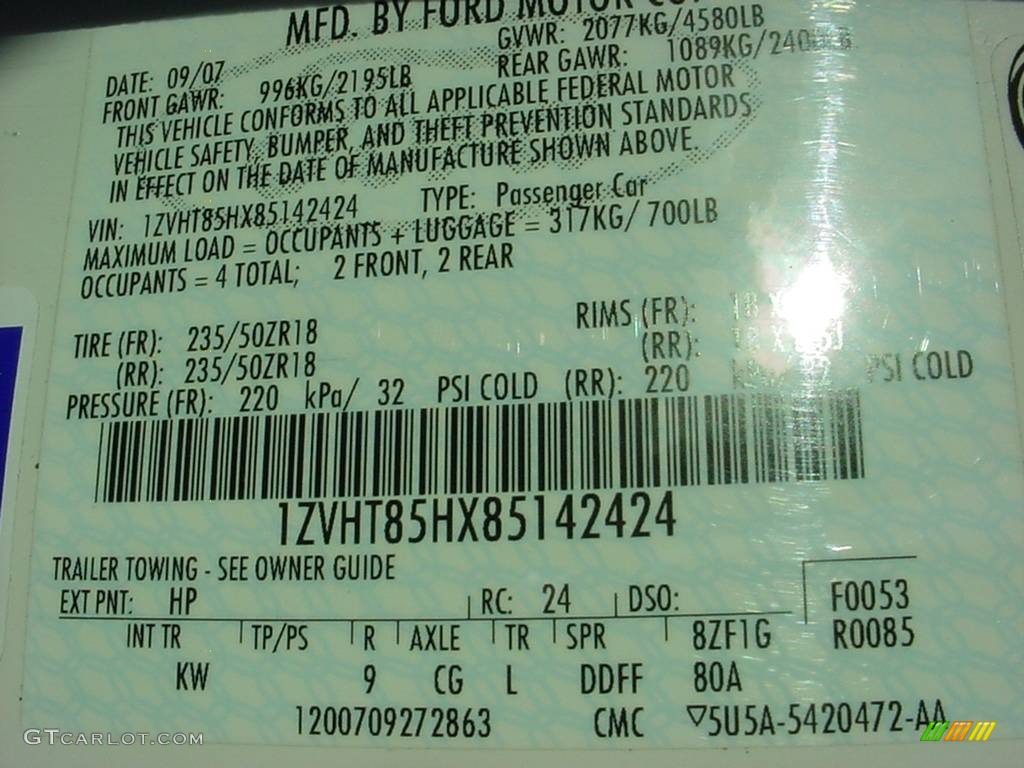 MFD. BY FORD MOTOR CO.
GVWR: 2077KG/4580LB
DATE: 09/07 REAR GAWR: 1089KG/2400LB
FRONT GAWR: 996KG/2195LB
THIS VEHICLE CONFORMS TO ALL APPLICABLE FEDERAL MOTOR
VEHICLE SAFETY, BUMPER, AND THEFT PREVENTION STANDARDS
IN EFFECT ON THE DATE OF MANUFACTURE SHOWN ABOVE.
VIN: 1ZVHT85HX85142424 TYPE: Passenger Car
MAXIMUM LOAD = OCCUPANTS + LUGGAGE = 317KG/ 700LB
OCCUPANTS = 4 TOTAL; 2 FRONT, 2 REAR
TIRE (FR): 235/50ZR18 RIMS (FR): 18 X
(RR): 235/50ZR18 (RR):
PRESSURE (FR): 220 kPa/ 32 PSI COLD (RR): 220 PSI COLD
1ZVHT85HX85142424
TRAILER TOWING - SEE OWNER GUIDE
EXT PNT: HP RC: 24 DSO: F0053
INT TR TP/PS R AXLE TR SPR 8ZF1G R0085
KW 9 CG L DDFF 80A
1200709272863 CMC ▽5U5A-5420472-AA
GTCARLOT.COM